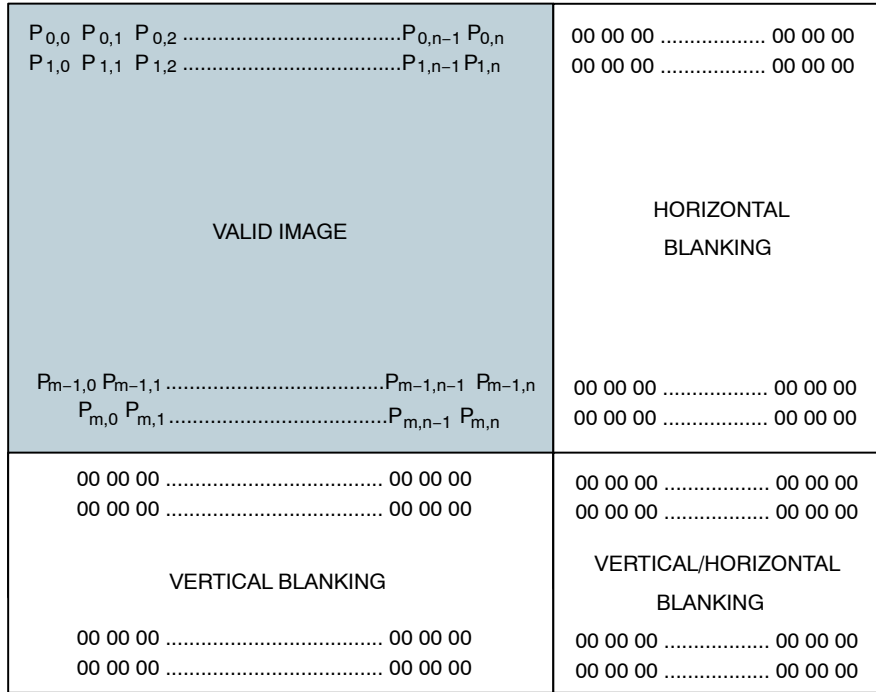 P0,0 P0,1 P0,2 .....................................P0,n−1 P0,n
00 00 00 .................. 00 00 00
P1,0 P1,1 P1,2 .....................................P1,n−1 P1,n
00 00 00 .................. 00 00 00
VALID IMAGE
HORIZONTAL
BLANKING
Pm−1,0 Pm−1,1 .....................................Pm−1,n−1 Pm−1,n
00 00 00 .................. 00 00 00
Pm,0 Pm,1 .....................................Pm,n−1 Pm,n
00 00 00 .................. 00 00 00
00 00 00 ..................................... 00 00 00
00 00 00 ..................................... 00 00 00
VERTICAL BLANKING
00 00 00 ..................................... 00 00 00
00 00 00 ..................................... 00 00 00
00 00 00 .................. 00 00 00
00 00 00 .................. 00 00 00
VERTICAL/HORIZONTAL
BLANKING
00 00 00 .................. 00 00 00
00 00 00 .................. 00 00 00